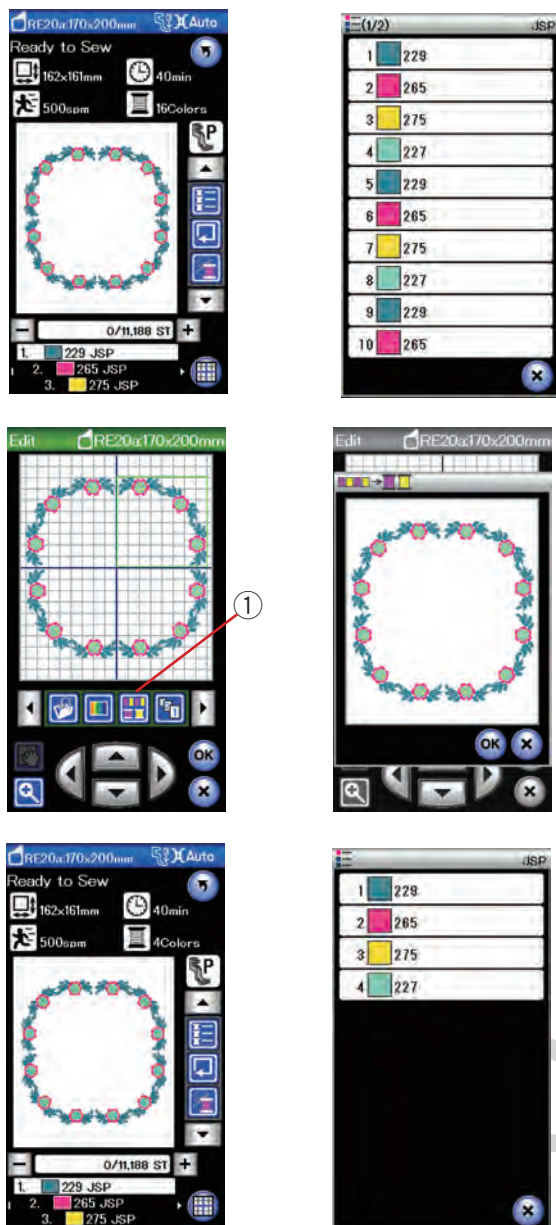 RE20a:170x200mm Auto
Ready to Sew
162x161mm 40min
500spm 16Colors
P
0/11,188 ST
1. 229 JSP
2. 265 JSP
3. 275 JSP
(1/2) JSP
1 229
2 265
3 275
4 227
5 229
6 265
7 275
8 227
9 229
10 265
Edit RE20a:170x200mm
OK
1
Edit RE20a:170x200mm
OK
RE20a:170x200mm Auto
Ready to Sew
162x161mm 40min
500spm 4Colors
P
0/11,188 ST
1. 229 JSP
2. 265 JSP
3. 275 JSP
JSP
1 229
2 265
3 275
4 227